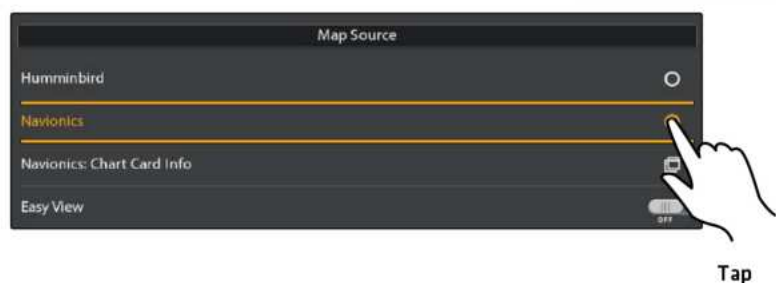 Map Source
Humminbird
Navionics
Navionics: Chart Card Info
Easy View
OFF
Tap